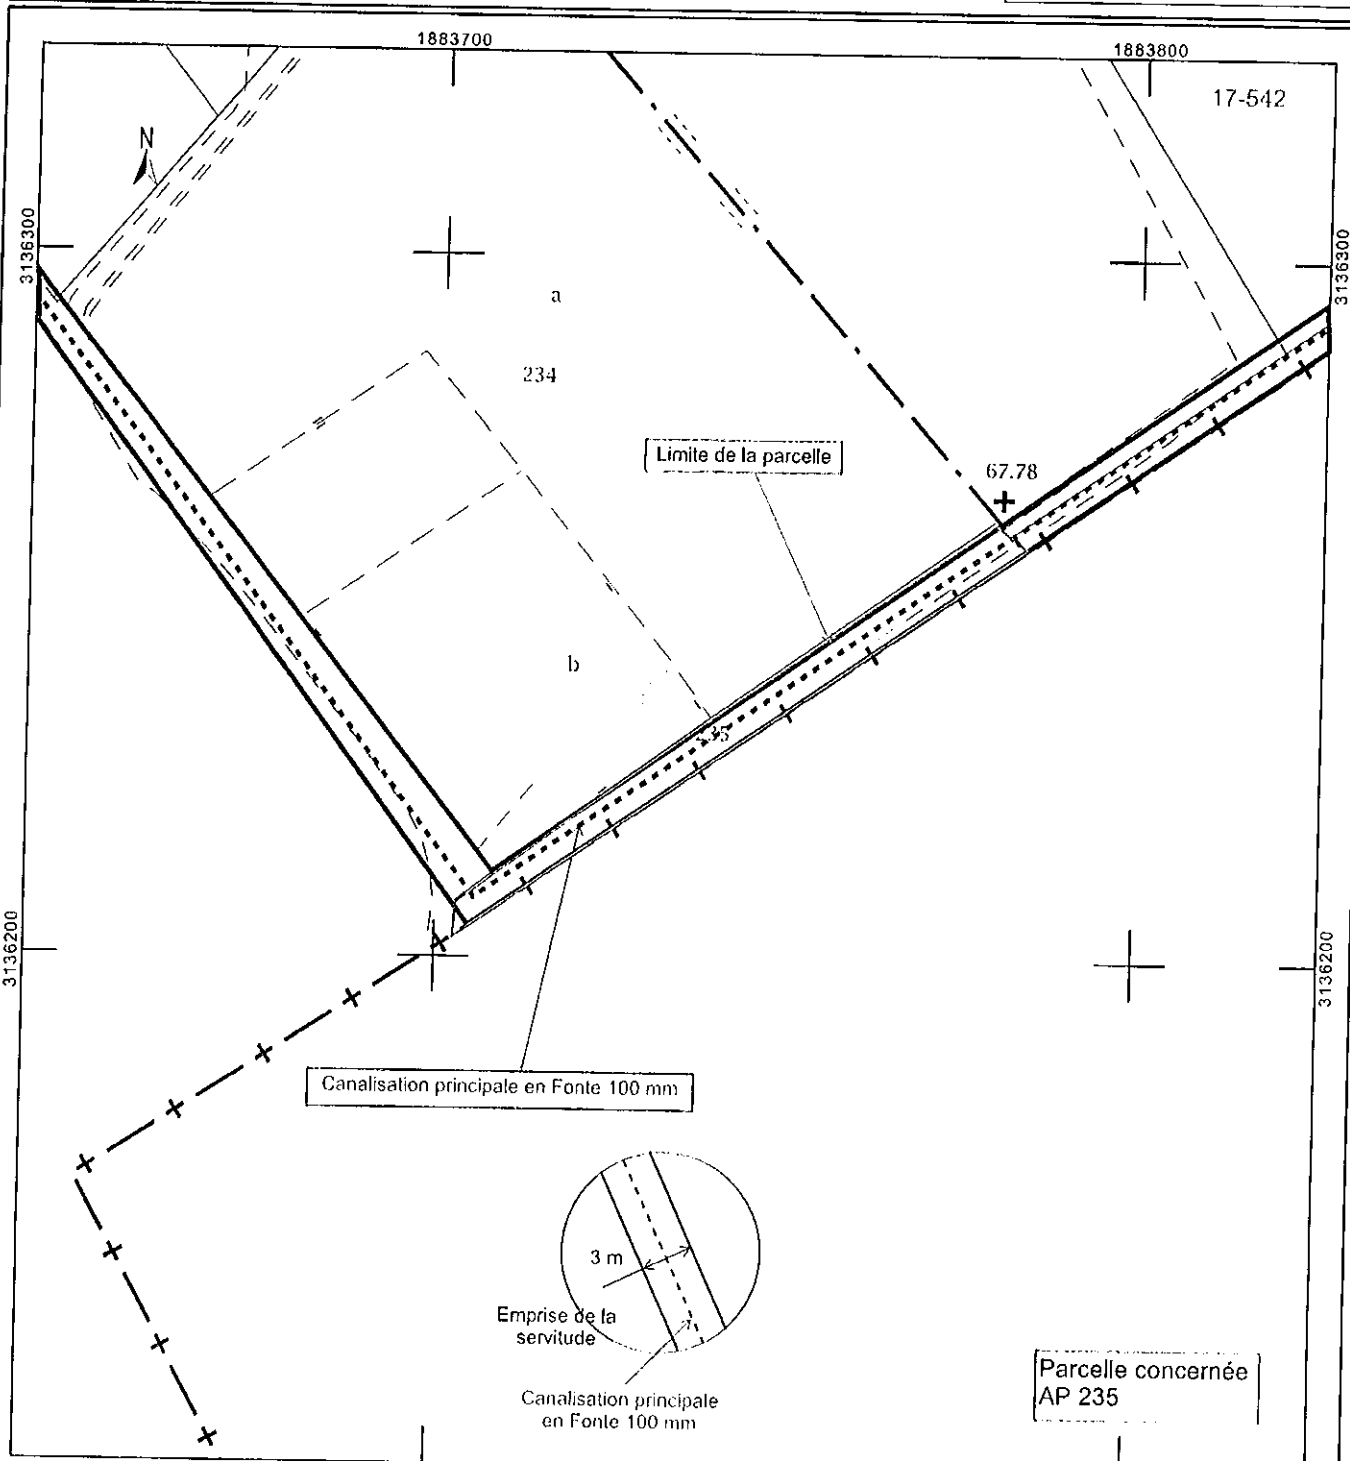 1883700
1883800
17-542
N
3136300
3136300
a
234
Limite de la parcelle
67.78
b
235
3136200
3136200
Canalisation principale en Fonte 100 mm
3 m
Emprise de la
servitude
Canalisation principale
en Fonte 100 mm
Parcelle concernée
AP 235